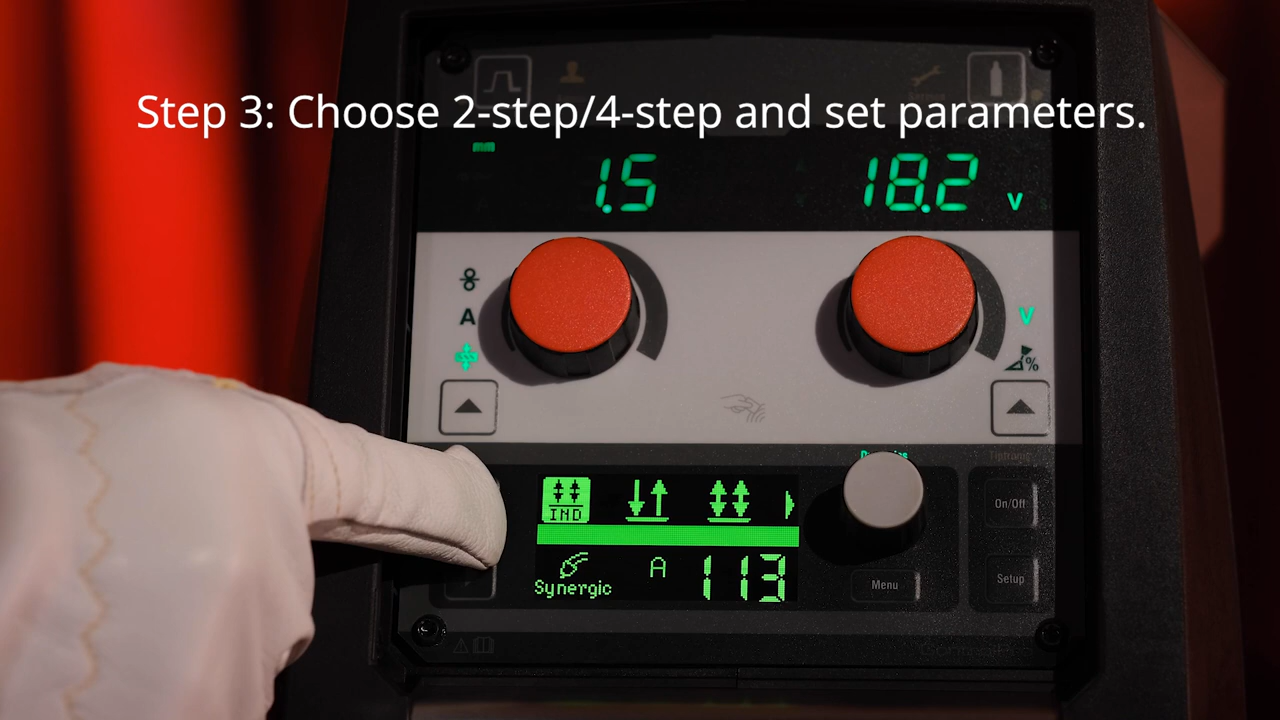 Step 3: Choose 2-step/4-step and set parameters.
mm
1.5
18.2 v
A
V
%
IND
Synergic
A 113
On/Off
Menu
Setup